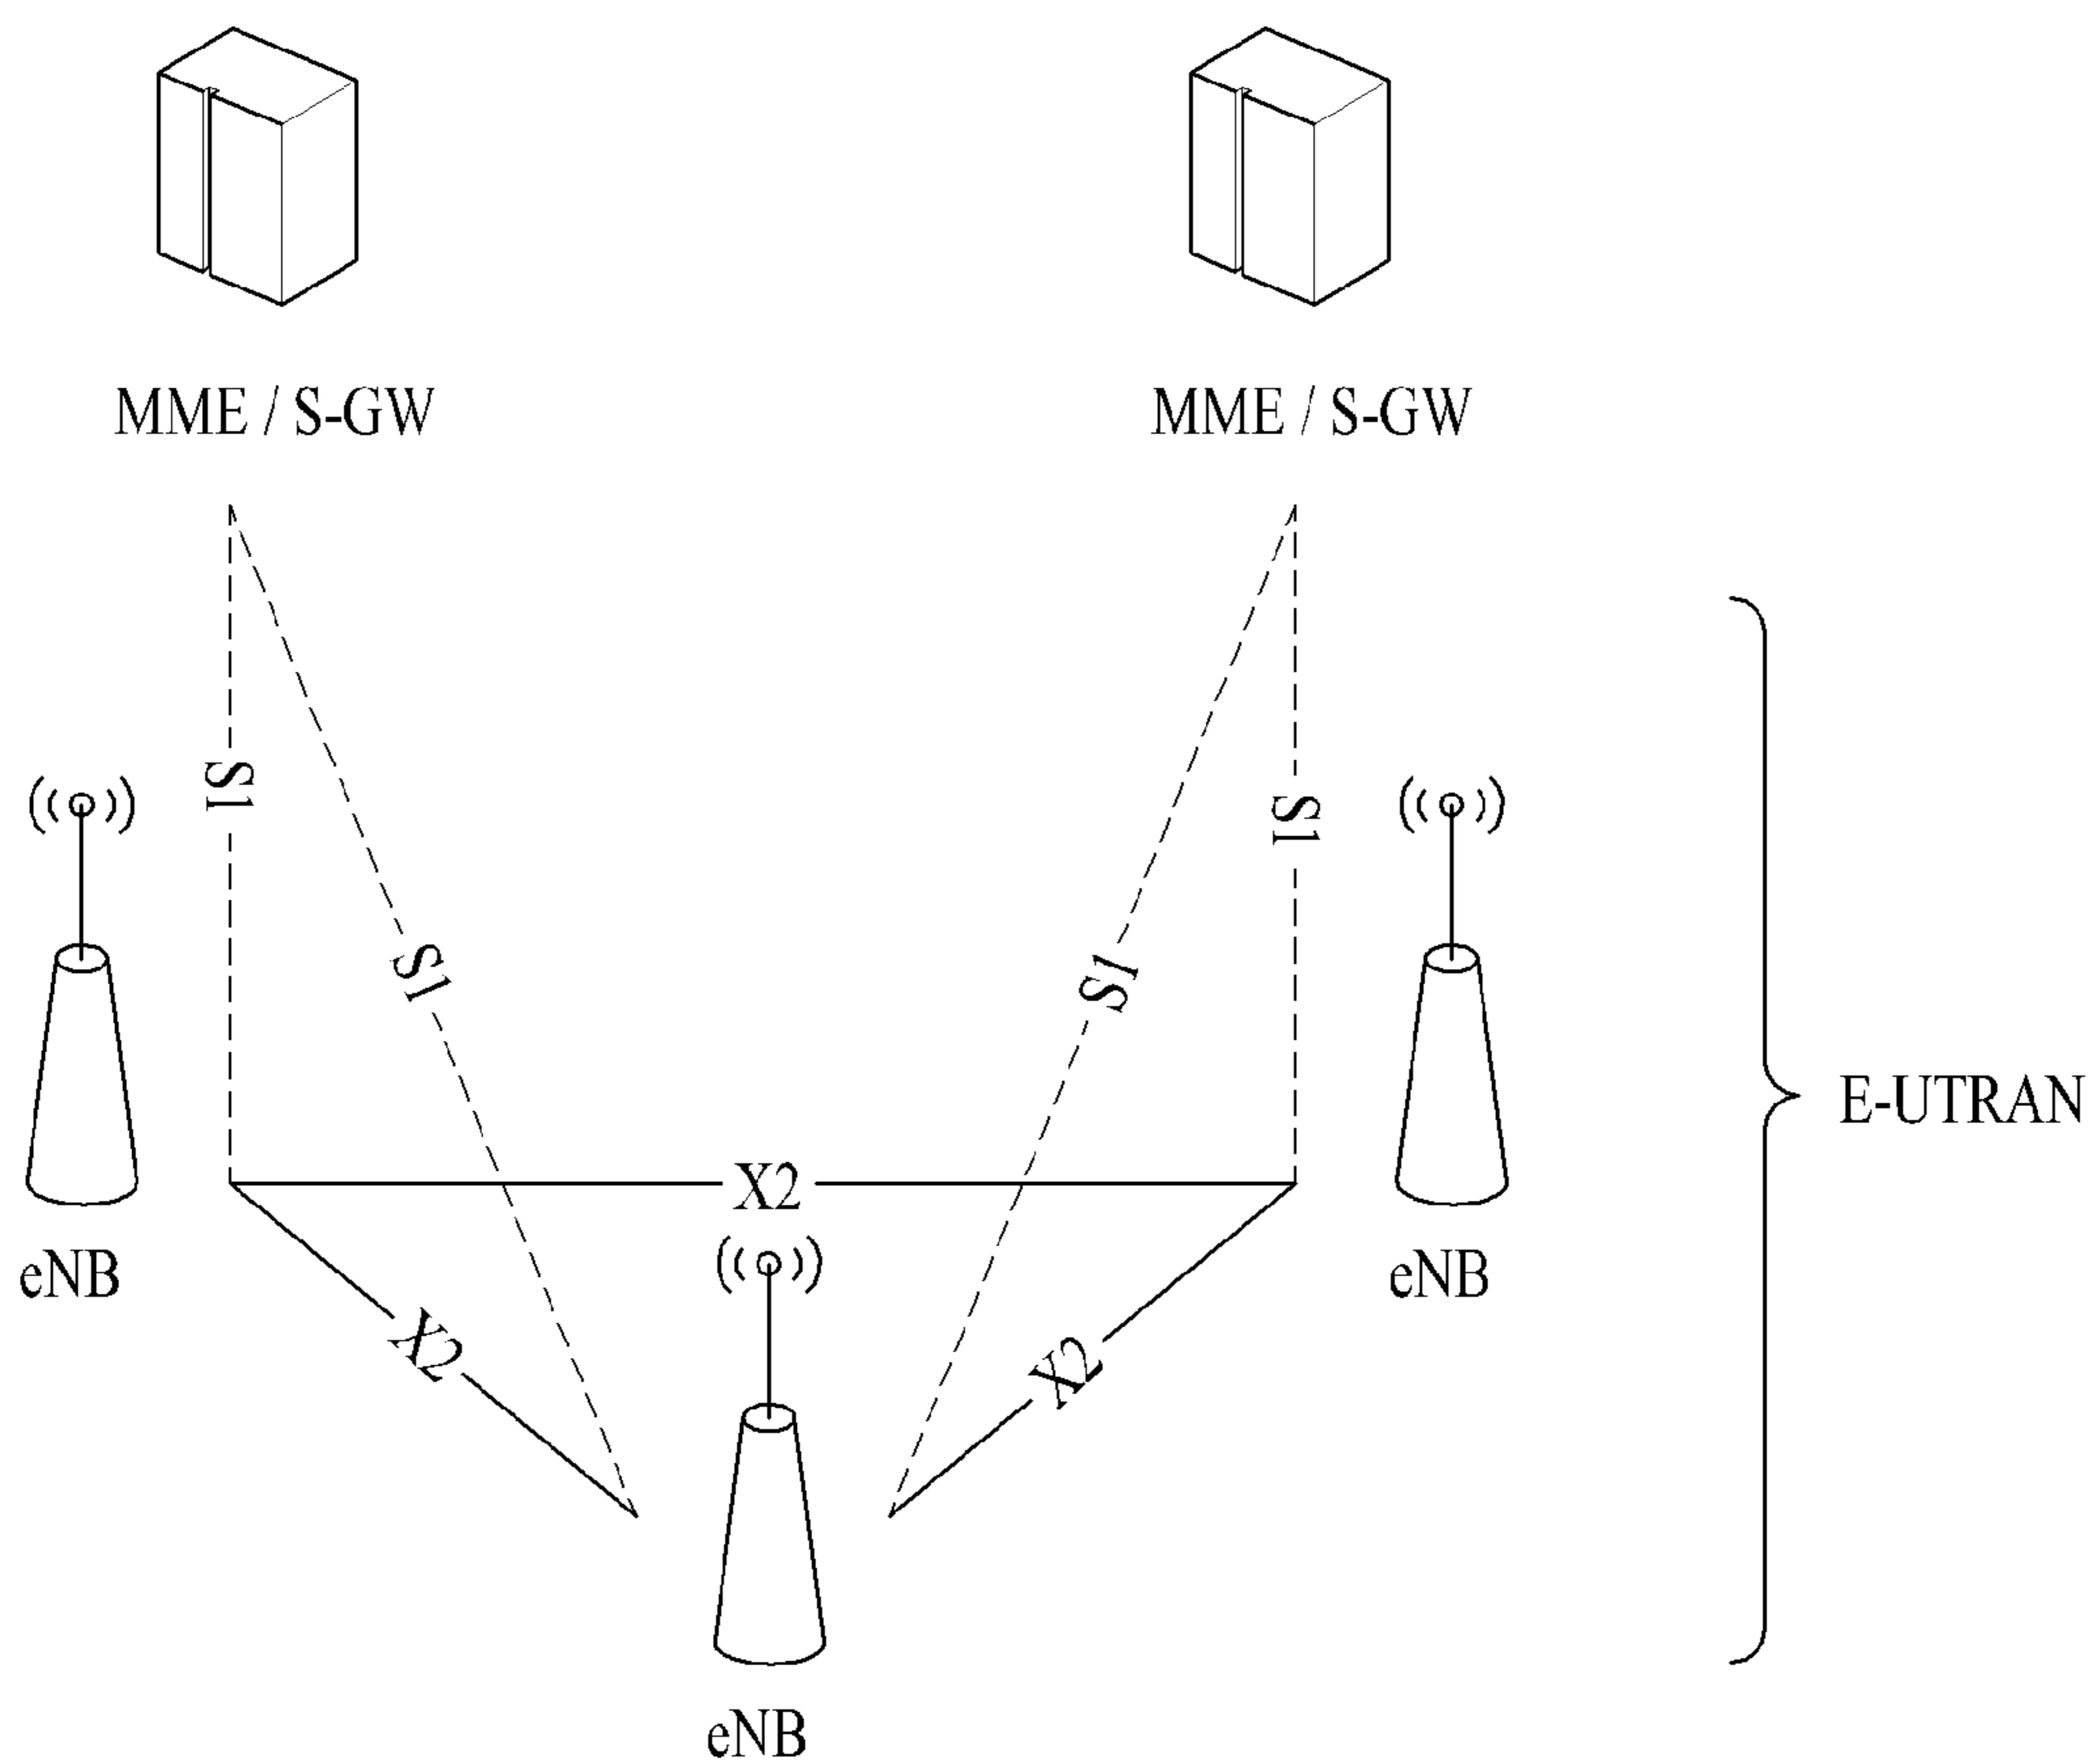 MME / S-GW
MME / S-GW
S1
S1
S1
S1
E-UTRAN
X2
eNB
eNB
X2
X2
eNB